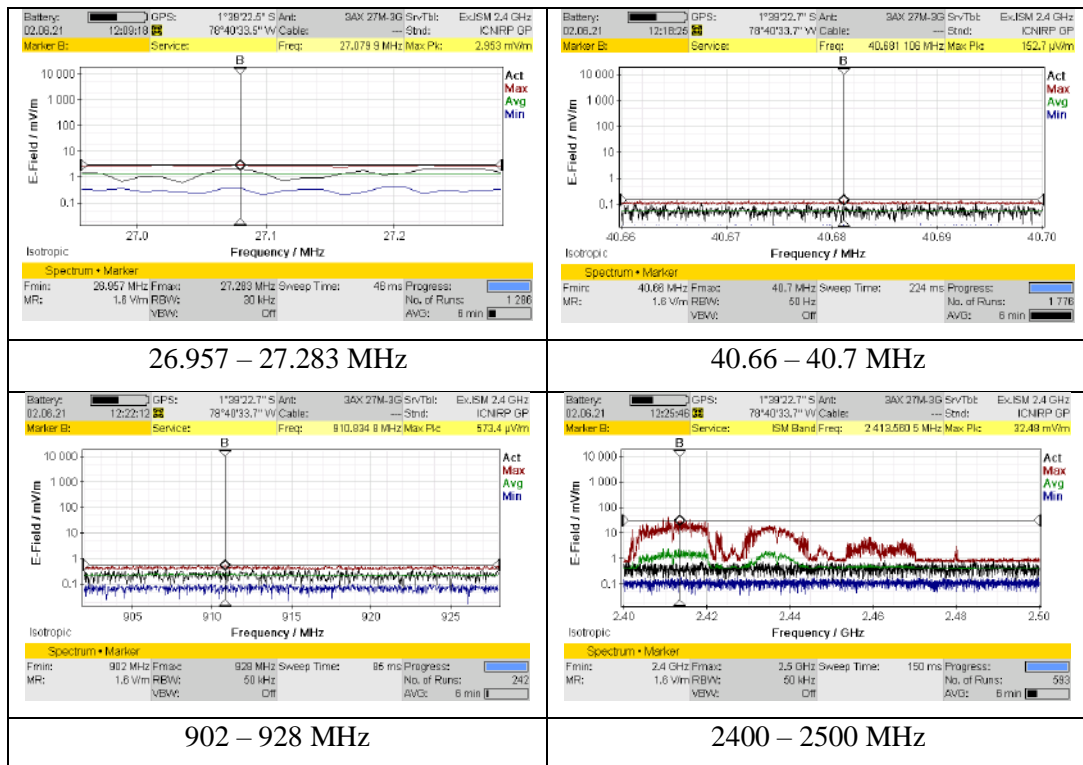 Battery: GPS: 1°39'22.5" S Ant: 3AX 27M-3G SrvTbl: Ex.ISM 2.4 GHz
02.06.21 12:09:18 78°40'33.5" W Cable: --- Stnd: ICNIRP GP
Marker B: Service: Freq: 27.079 9 MHz Max Pk: 2.953 mV/m
B
10 000
1 000
100
10
1
0.1
E-Field / mV/m
Act
Max
Avg
Min
27.0 27.1 27.2
Isotropic Frequency / MHz
Spectrum • Marker
Fmin: 26.957 MHz Fmax: 27.283 MHz Sweep Time: 46 ms Progress:
MR: 1.6 V/m RBW: 30 kHz No. of Runs: 1 286
VBW: Off AVG: 6 min
26.957 – 27.283 MHz
Battery: GPS: 1°39'22.7" S Ant: 3AX 27M-3G SrvTbl: Ex.ISM 2.4 GHz
02.06.21 12:18:25 78°40'33.7" W Cable: --- Stnd: ICNIRP GP
Marker B: Service: Freq: 40.681 106 MHz Max Pk: 152.7 µV/m
B
10 000
1 000
100
10
1
0.1
E-Field / mV/m
Act
Max
Avg
Min
40.66 40.67 40.68 40.69 40.70
Isotropic Frequency / MHz
Spectrum • Marker
Fmin: 40.66 MHz Fmax: 40.7 MHz Sweep Time: 224 ms Progress:
MR: 1.6 V/m RBW: 50 Hz No. of Runs: 1 776
VBW: Off AVG: 6 min
40.66 – 40.7 MHz
Battery: GPS: 1°39'22.7" S Ant: 3AX 27M-3G SrvTbl: Ex.ISM 2.4 GHz
02.06.21 12:22:12 78°40'33.7" W Cable: --- Stnd: ICNIRP GP
Marker B: Service: Freq: 910.834 8 MHz Max Pk: 573.4 µV/m
B
10 000
1 000
100
10
1
0.1
E-Field / mV/m
Act
Max
Avg
Min
905 910 915 920 925
Isotropic Frequency / MHz
Spectrum • Marker
Fmin: 902 MHz Fmax: 928 MHz Sweep Time: 86 ms Progress:
MR: 1.6 V/m RBW: 50 kHz No. of Runs: 242
VBW: Off AVG: 6 min
902 – 928 MHz
Battery: GPS: 1°39'22.7" S Ant: 3AX 27M-3G SrvTbl: Ex.ISM 2.4 GHz
02.06.21 12:25:46 78°40'33.7" W Cable: --- Stnd: ICNIRP GP
Marker B: Service: ISM Band Freq: 2 413.560 5 MHz Max Pk: 32.48 mV/m
B
10 000
1 000
100
10
1
0.1
E-Field / mV/m
Act
Max
Avg
Min
2.40 2.42 2.44 2.46 2.48 2.50
Isotropic Frequency / GHz
Spectrum • Marker
Fmin: 2.4 GHz Fmax: 2.5 GHz Sweep Time: 150 ms Progress:
MR: 1.6 V/m RBW: 50 kHz No. of Runs: 593
VBW: Off AVG: 6 min
2400 – 2500 MHz